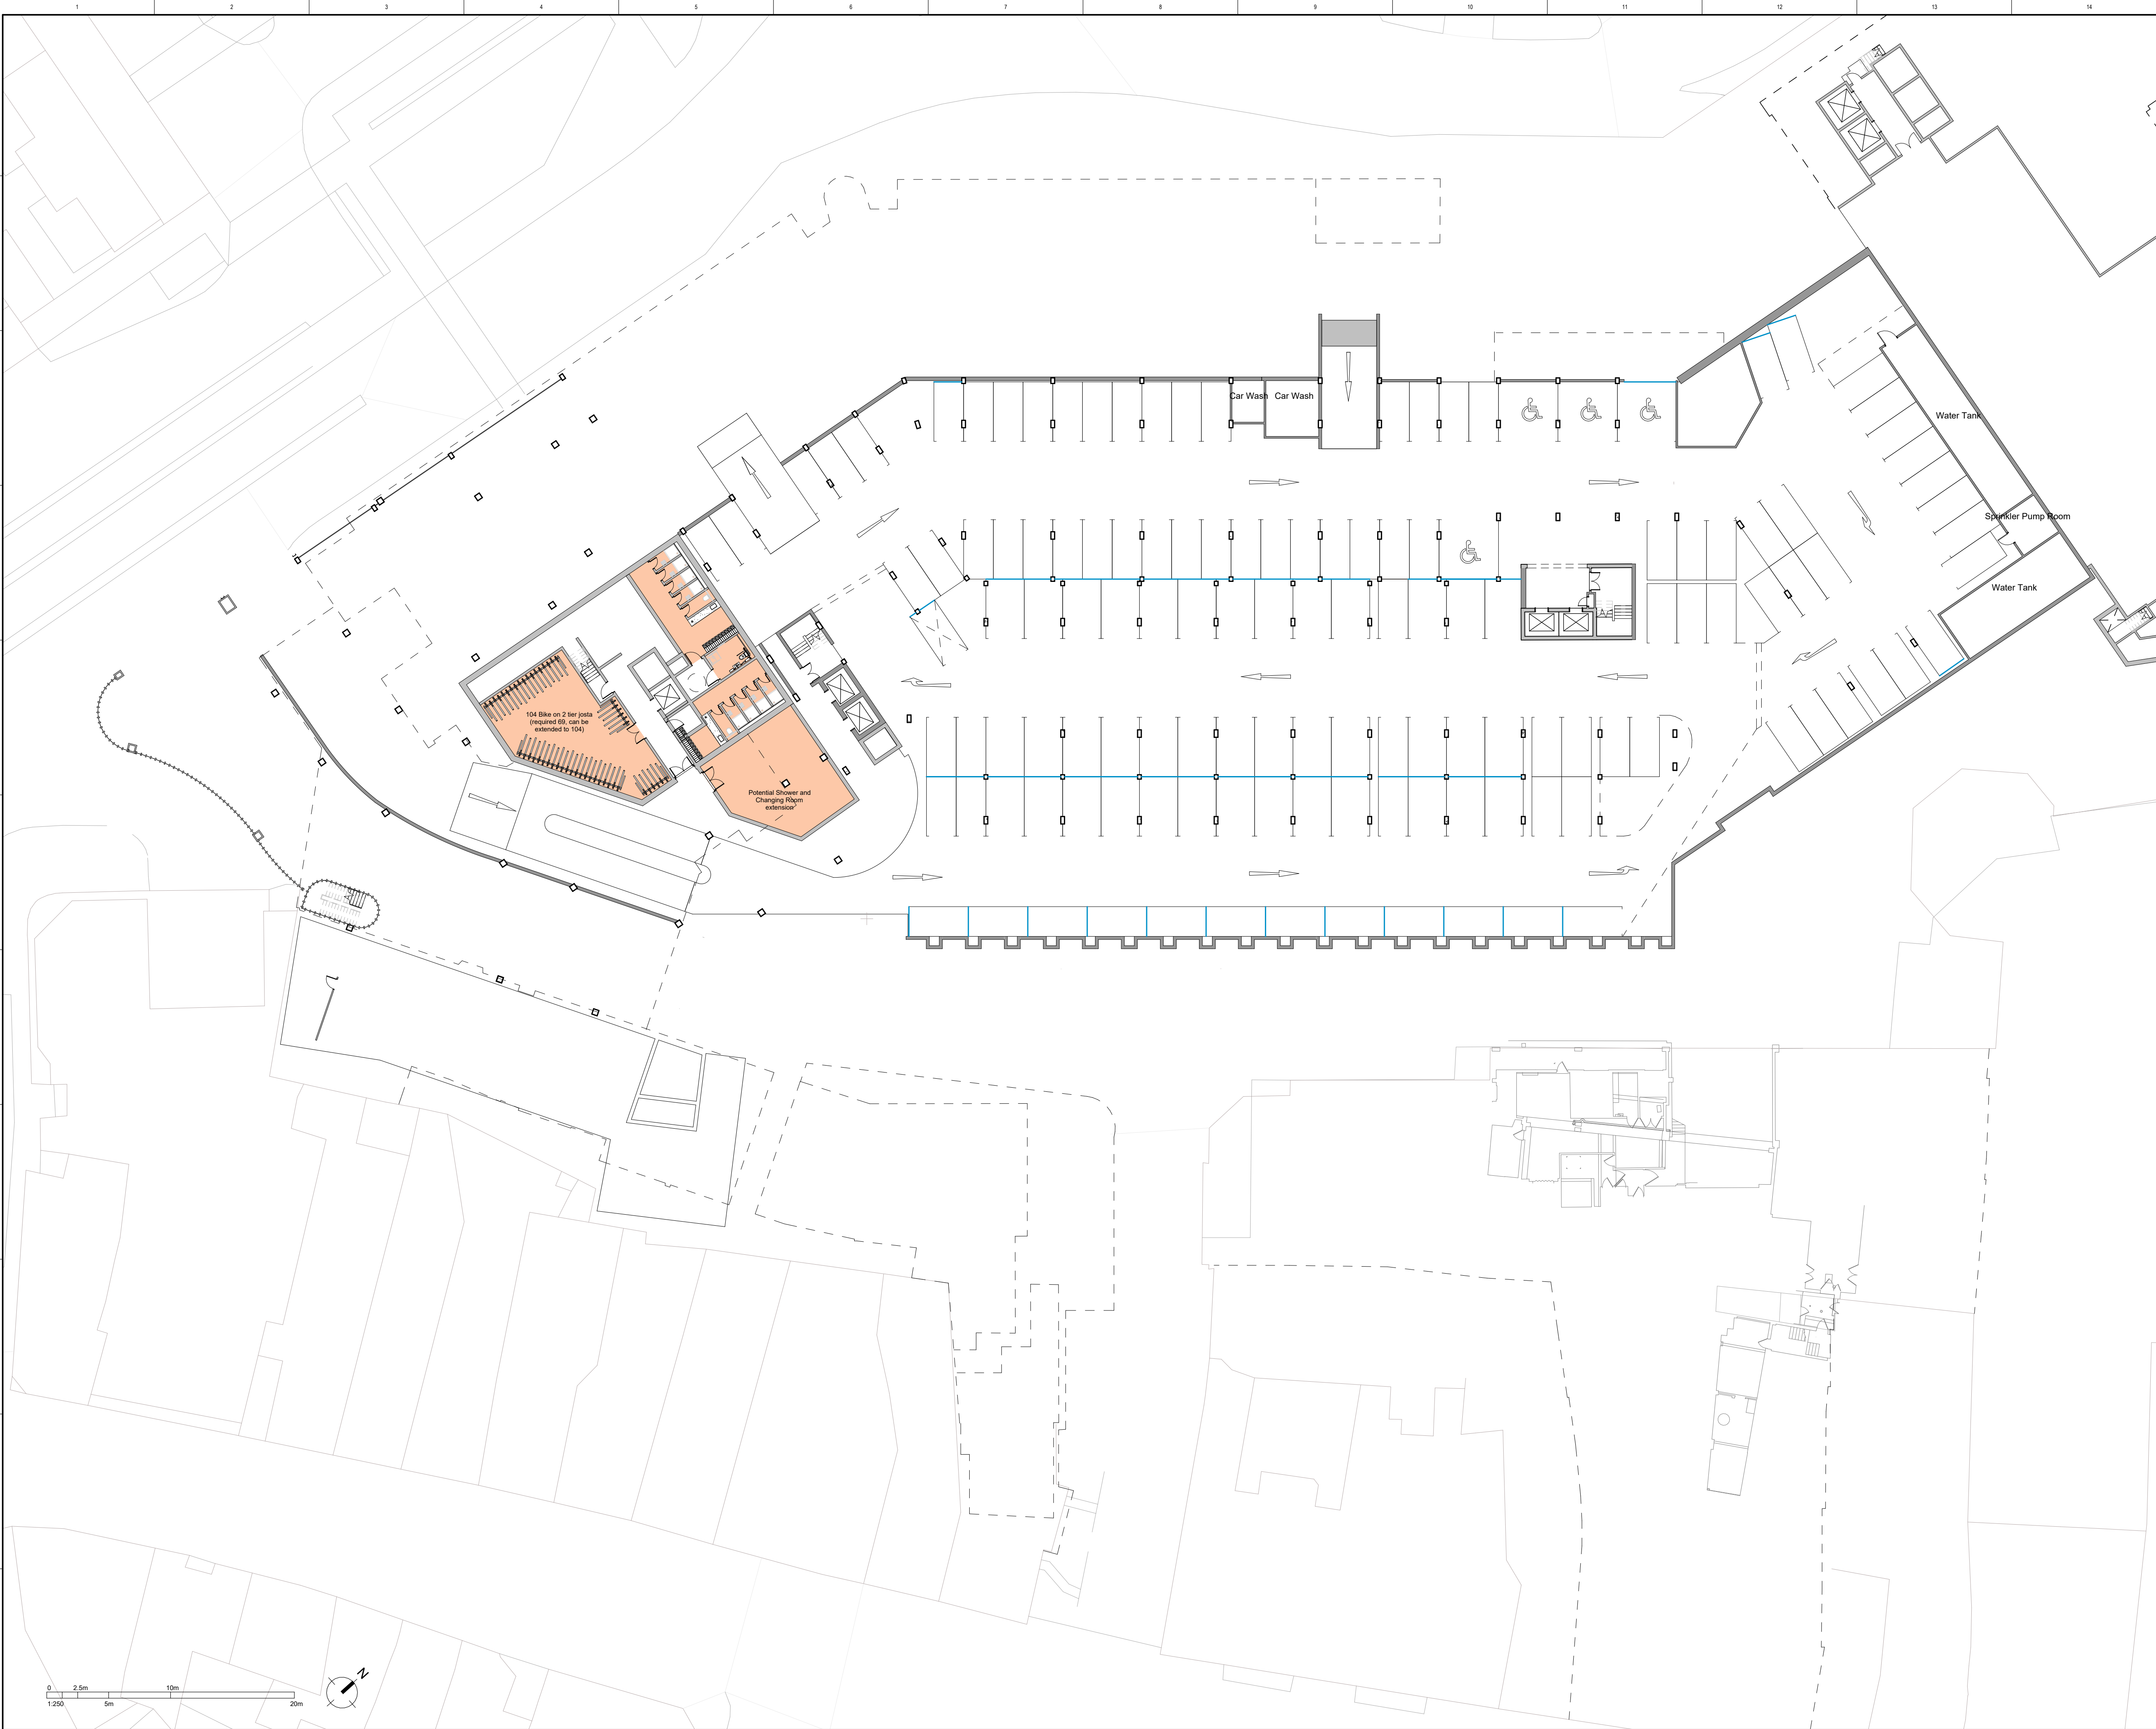 1 2 3 4 5 6 7 8 9 10 11 12 13 14
Car Wash Car Wash
Water Tank
Sprinkler Pump Room
Water Tank
104 Bike on 2 tier josta
(required 69, can be
extended to 104)
Potential Shower and
Changing Room
extension
N
0 2.5m 10m
1:250 5m 20m